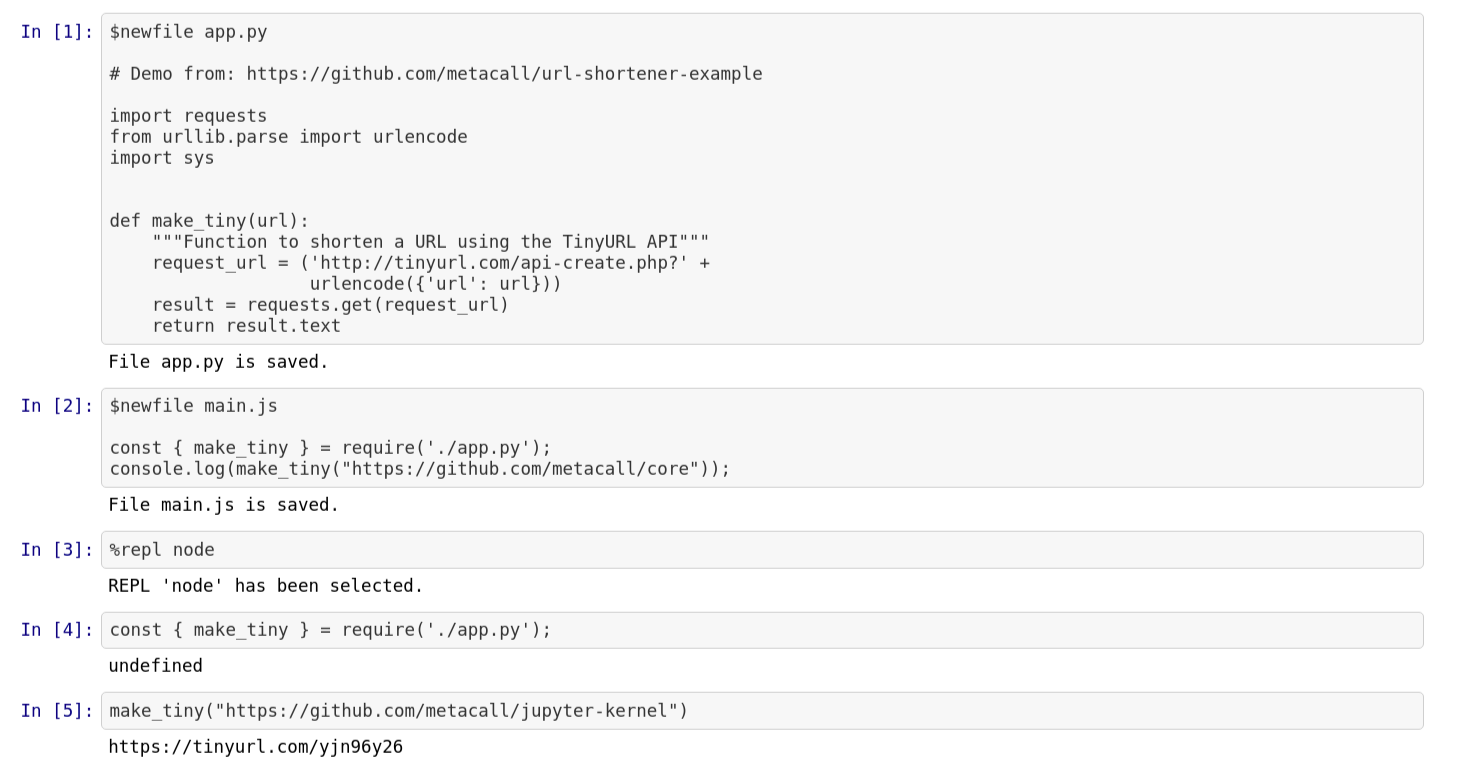 In [1]: $newfile app.py

# Demo from: https://github.com/metacall/url-shortener-example

import requests
from urllib.parse import urlencode
import sys


def make_tiny(url):
    """Function to shorten a URL using the TinyURL API"""
    request_url = ('http://tinyurl.com/api-create.php?' +
                   urlencode({'url': url}))
    result = requests.get(request_url)
    return result.text
File app.py is saved.
In [2]: $newfile main.js

const { make_tiny } = require('./app.py');
console.log(make_tiny("https://github.com/metacall/core"));
File main.js is saved.
In [3]: %repl node
REPL 'node' has been selected.
In [4]: const { make_tiny } = require('./app.py');
undefined
In [5]: make_tiny("https://github.com/metacall/jupyter-kernel")
https://tinyurl.com/yjn96y26